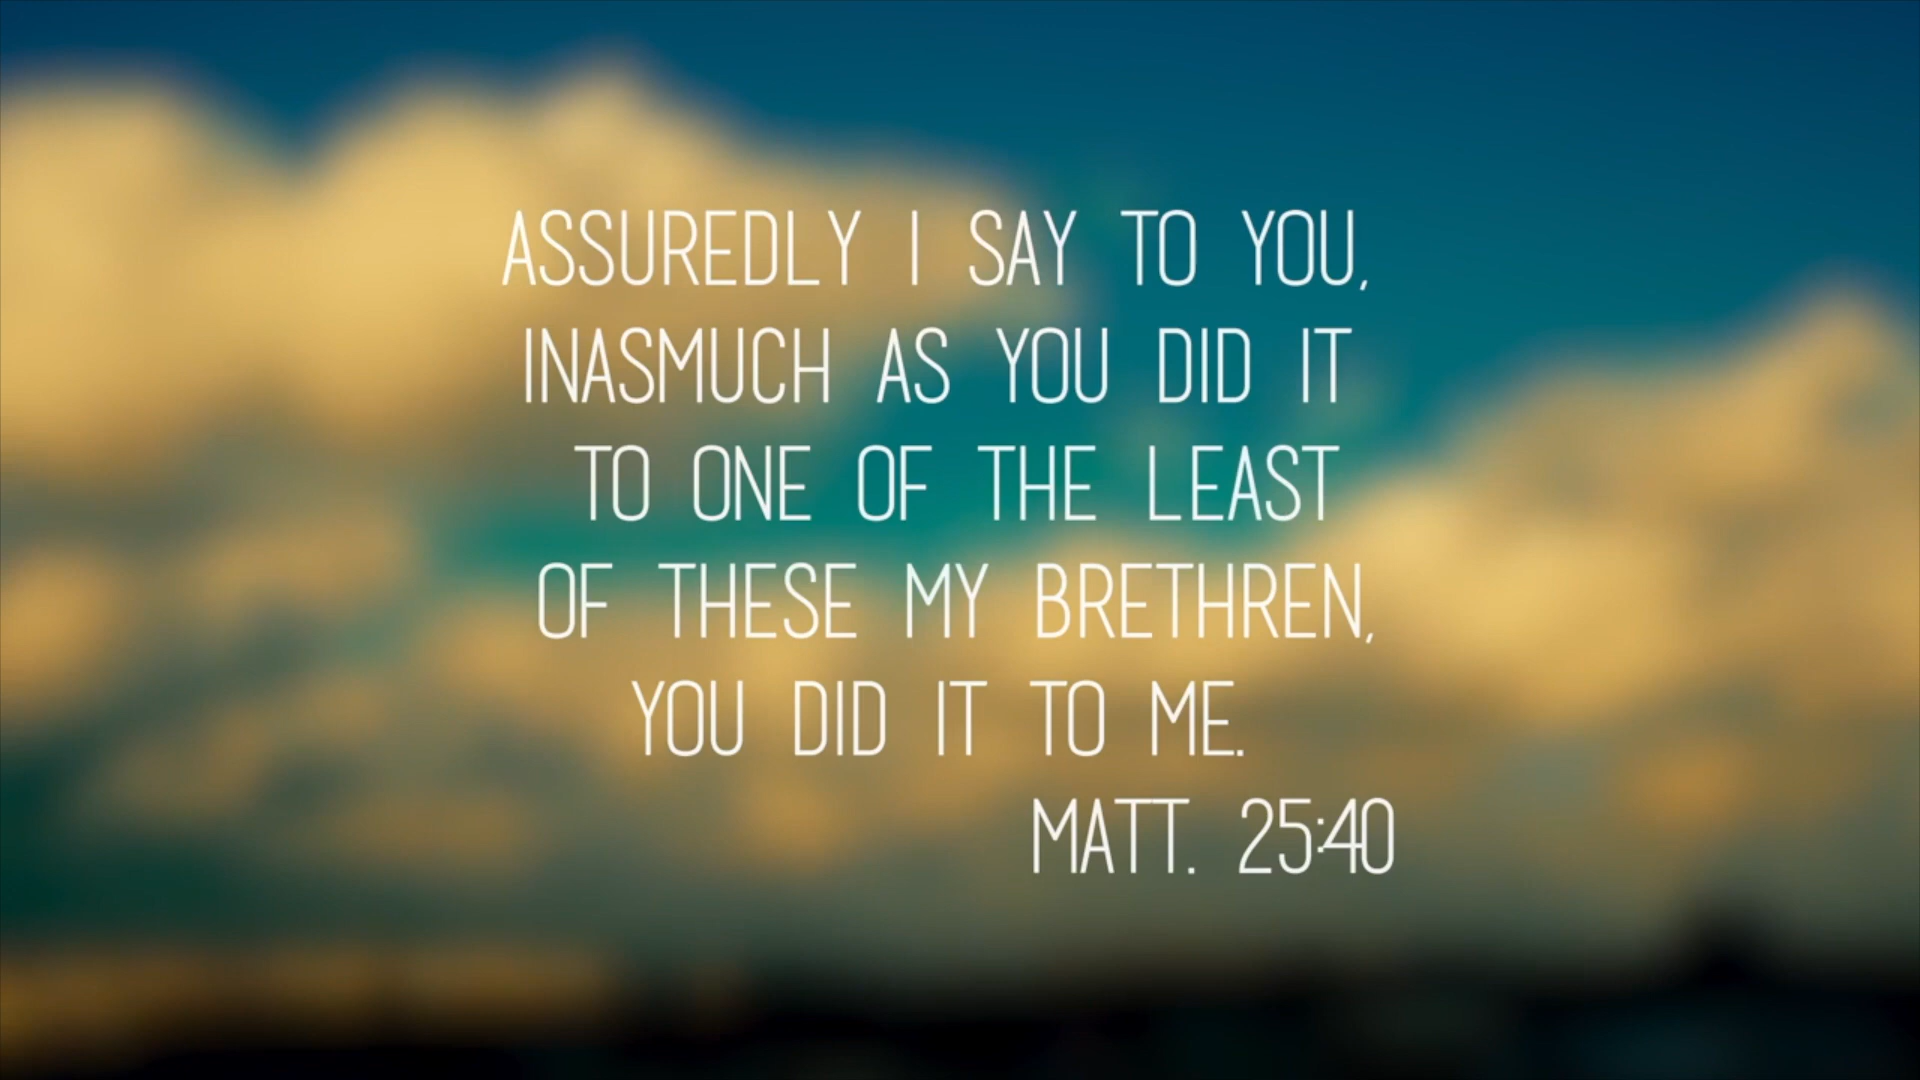 ASSUREDLY I SAY TO YOU,
INASMUCH AS YOU DID IT
TO ONE OF THE LEAST
OF THESE MY BRETHREN,
YOU DID IT TO ME.
MATT. 25:40